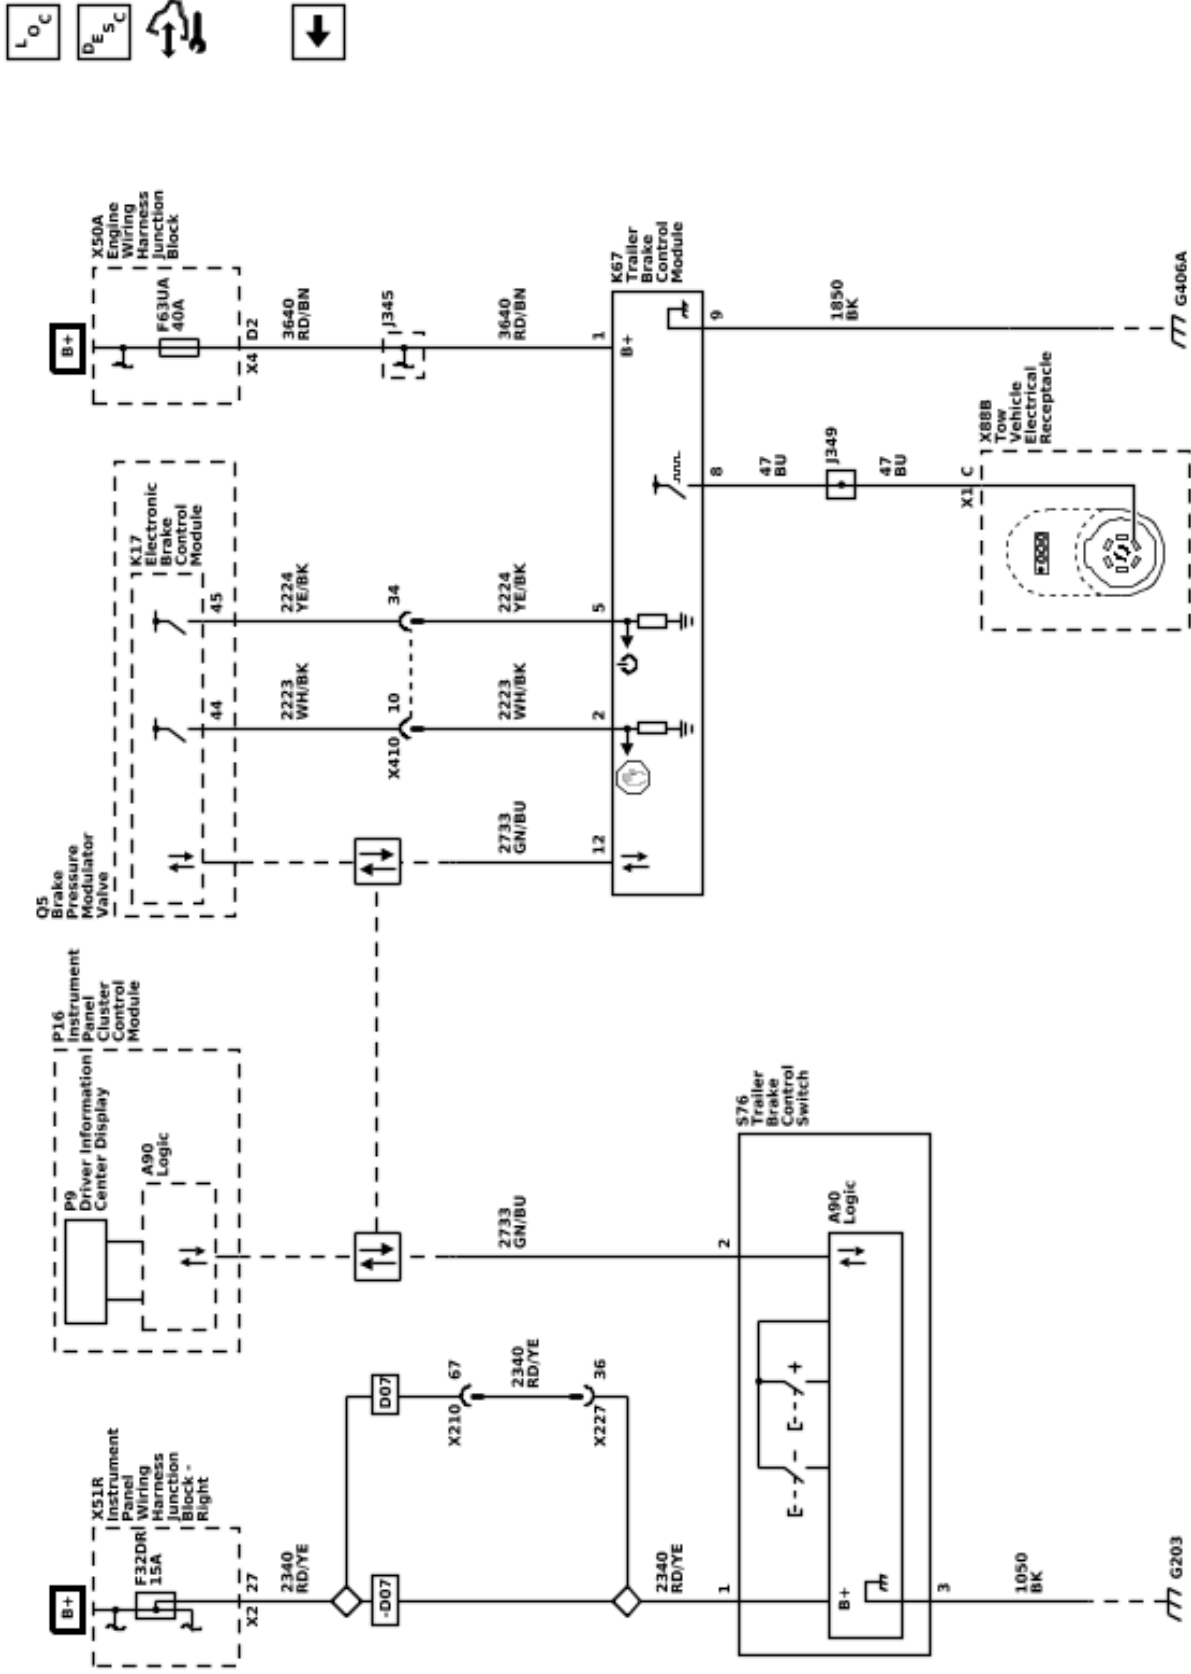 L O C
D E S C
B+
X51R
Instrument
Panel
Wiring
Harness
Junction
Block -
Right
F32DR
15A
X2 27
2340
RD/YE
-D07
D07
X210 67
2340
RD/YE
X227 36
2340
RD/YE
1
S76
Trailer
Brake
Control
Switch
- +
A90
Logic
B+
2
3
1050
BK
G203
P16
Instrument
Panel
Cluster
Control
Module
P9
Driver Information
Center Display
A90
Logic
2733
GN/BU
Q5
Brake
Pressure
Modulator
Valve
K17
Electronic
Brake
Control
Module
44
45
2223
WH/BK
2224
YE/BK
X410 10
34
2733
GN/BU
2223
WH/BK
2224
YE/BK
12
2
5
B+
X50A
Engine
Wiring
Harness
Junction
Block
F63UA
40A
X4 D2
3640
RD/BN
J345
3640
RD/BN
1
K67
Trailer
Brake
Control
Module
B+
8
9
47
BU
J349
47
BU
X1 C
X88B
Tow
Vehicle
Electrical
Receptacle
1850
BK
G406A